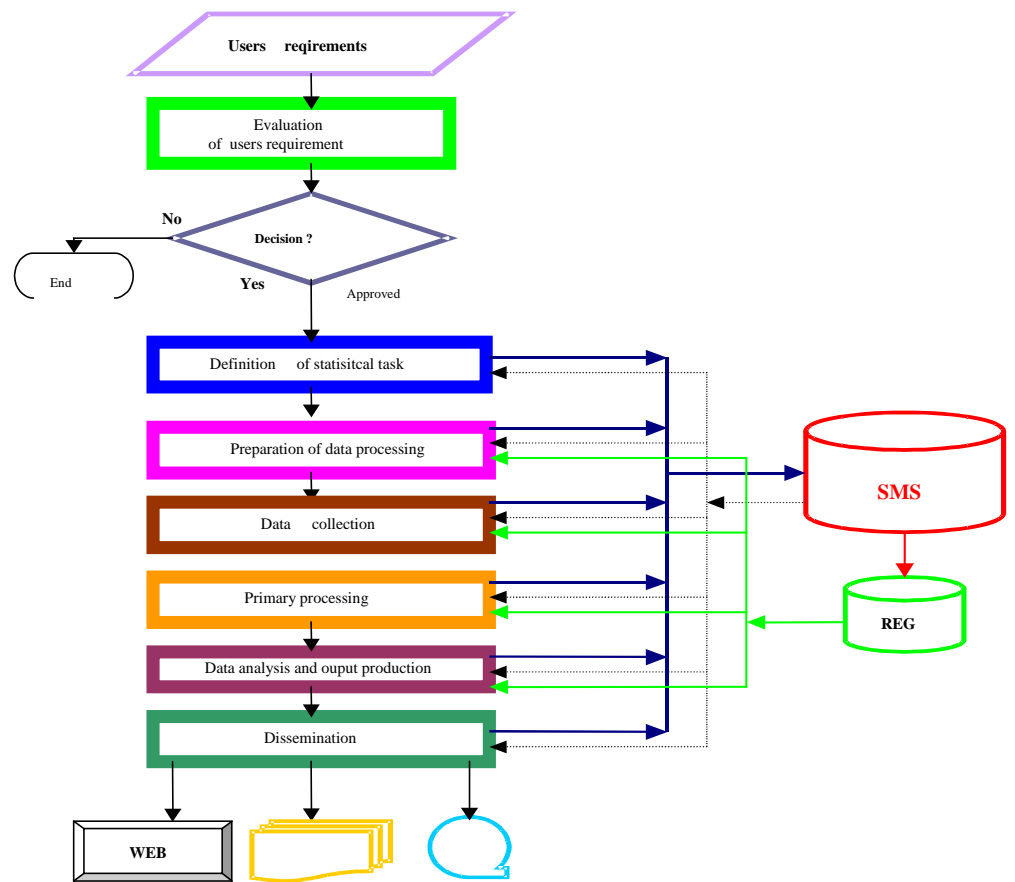 Users reqirements
Evaluation
of users requirement
No
Decision ?
End
Yes
Approved
Definition of statisitcal task
Preparation of data processing
SMS
Data collection
Primary processing
REG
Data analysis and ouput production
Dissemination
WEB